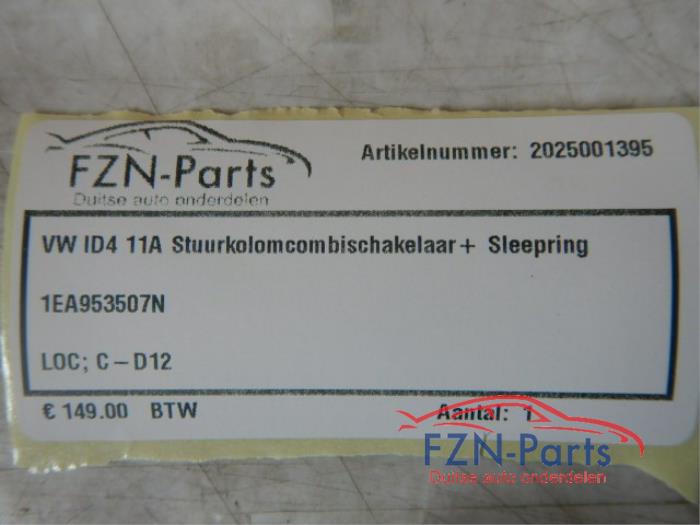 FZN-Parts
Duitse auto onderdelen
Artikelnummer: 2025001395
VW ID4 11A Stuurkolomcombischakelaar+ Sleepring
1EA953507N
LOC; C-D12
€ 149.00 BTW
Aantal: 1
FZN-Parts
Duitse auto onderdelen